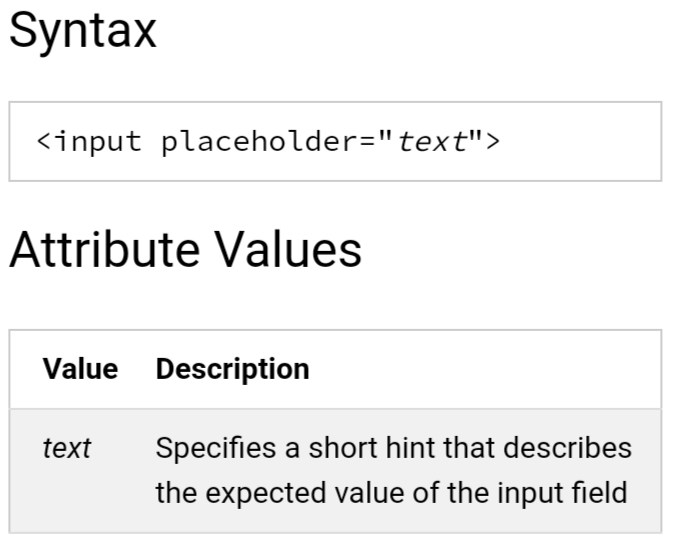 Syntax
<input placeholder="text">
Attribute Values
Value Description
text Specifies a short hint that describes
the expected value of the input field